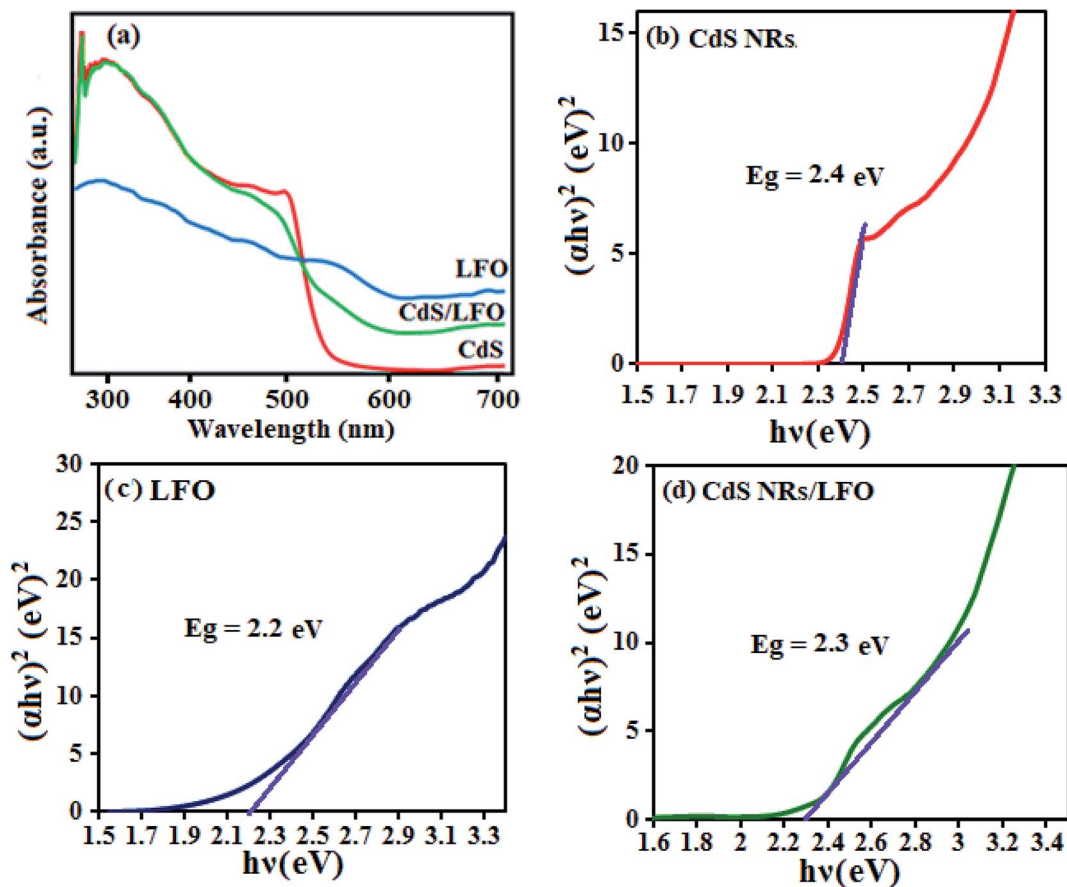 (a)
Absorbance (a.u.)
LFO
CdS/LFO
CdS
300 400 500 600 700
Wavelength (nm)
(b) CdS NRs.
(αhν)² (eV)²
15
10
5
0
Eg = 2.4 eV
1.5 1.7 1.9 2.1 2.3 2.5 2.7 2.9 3.1 3.3
hν(eV)
(c) LFO
(αhν)² (eV)²
30
25
20
15
10
5
0
Eg = 2.2 eV
1.5 1.7 1.9 2.1 2.3 2.5 2.7 2.9 3.1 3.3
hν(eV)
(d) CdS NRs/LFO
(αhν)² (eV)²
20
15
10
5
0
Eg = 2.3 eV
1.6 1.8 2 2.2 2.4 2.6 2.8 3 3.2 3.4
hν(eV)